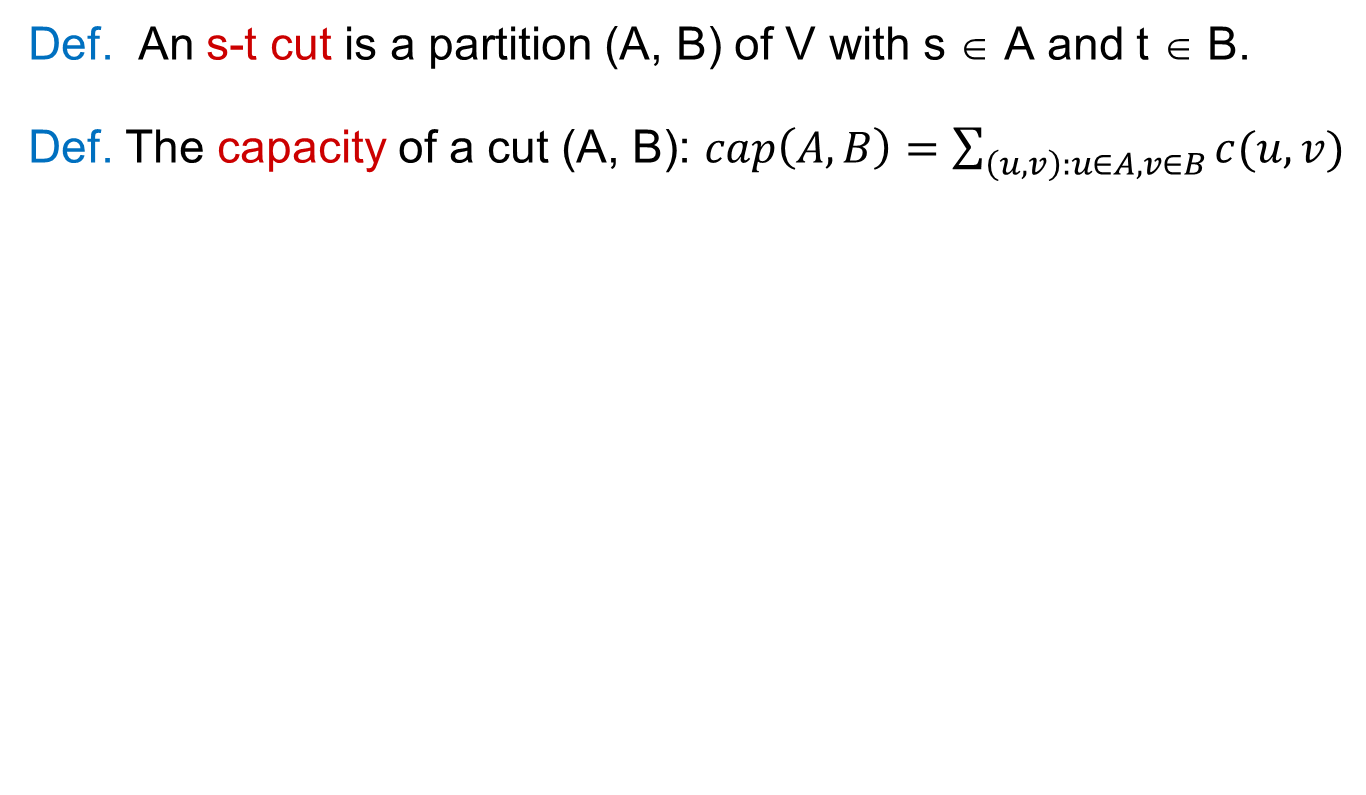 Def. An s-t cut is a partition (A, B) of V with s ∈ A and t ∈ B.
Def. The capacity of a cut (A, B): cap(A, B) = ∑(u,v):u∈A,v∈B c(u, v)